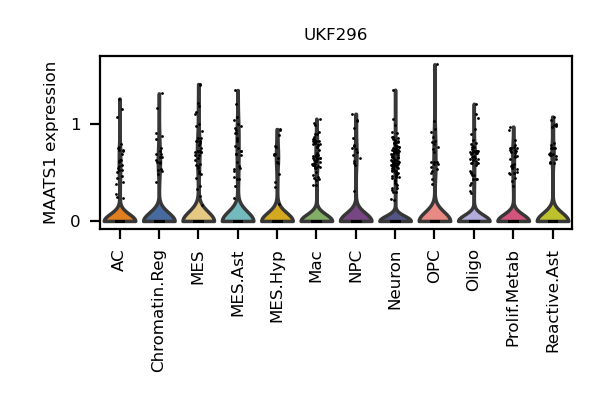 UKF296
MAATS1 expression
1
0
AC
Chromatin.Reg
MES
MES.Ast
MES.Hyp
Mac
NPC
Neuron
OPC
Oligo
Prolif.Metab
Reactive.Ast